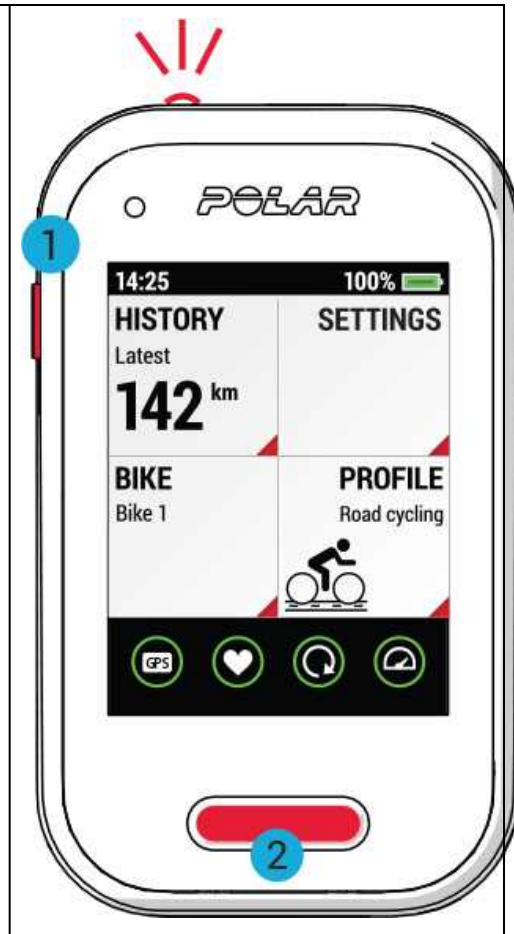 POLAR
1
14:25 100%
HISTORY SETTINGS
Latest
142 km
BIKE PROFILE
Bike 1 Road cycling
GPS
2